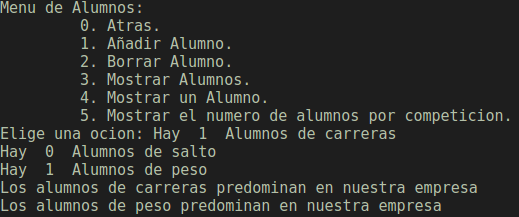 Menu de Alumnos:
0. Atras.
1. Añadir Alumno.
2. Borrar Alumno.
3. Mostrar Alumnos.
4. Mostrar un Alumno.
5. Mostrar el numero de alumnos por competicion.
Elige una ocion: Hay  1  Alumnos de carreras
Hay  0  Alumnos de salto
Hay  1  Alumnos de peso
Los alumnos de carreras predominan en nuestra empresa
Los alumnos de peso predominan en nuestra empresa